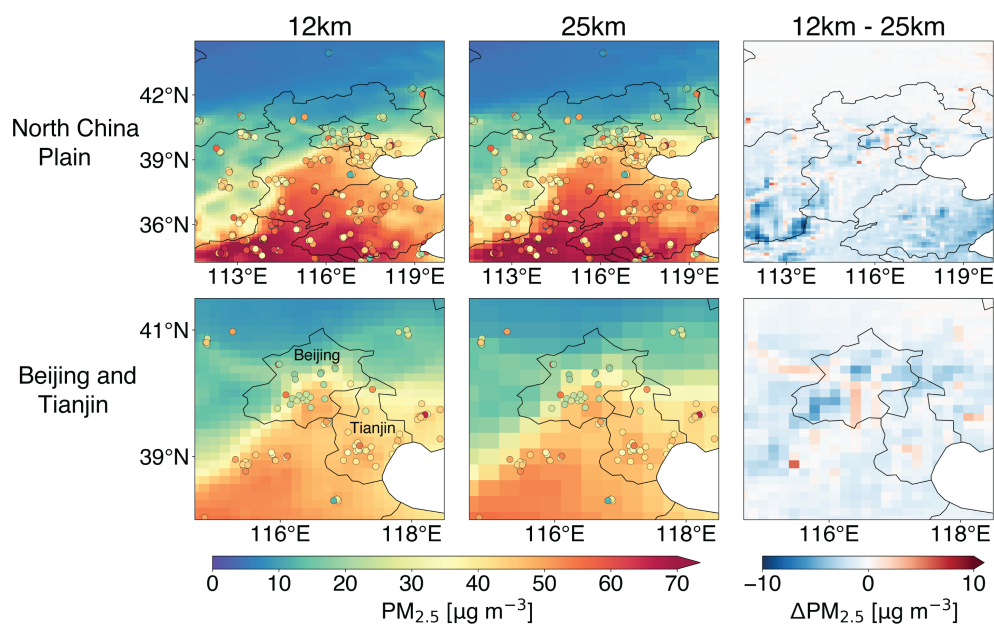 12km
25km
12km - 25km
42°N
North China
Plain
39°N
36°N
113°E
116°E
119°E
113°E
116°E
119°E
113°E
116°E
119°E
41°N
Beijing
Beijing and
Tianjin
Tianjin
39°N
116°E
118°E
116°E
118°E
116°E
118°E
0
10
20
30
40
50
60
70
−10
0
10
PM2.5 [µg m−3]
ΔPM2.5 [µg m−3]